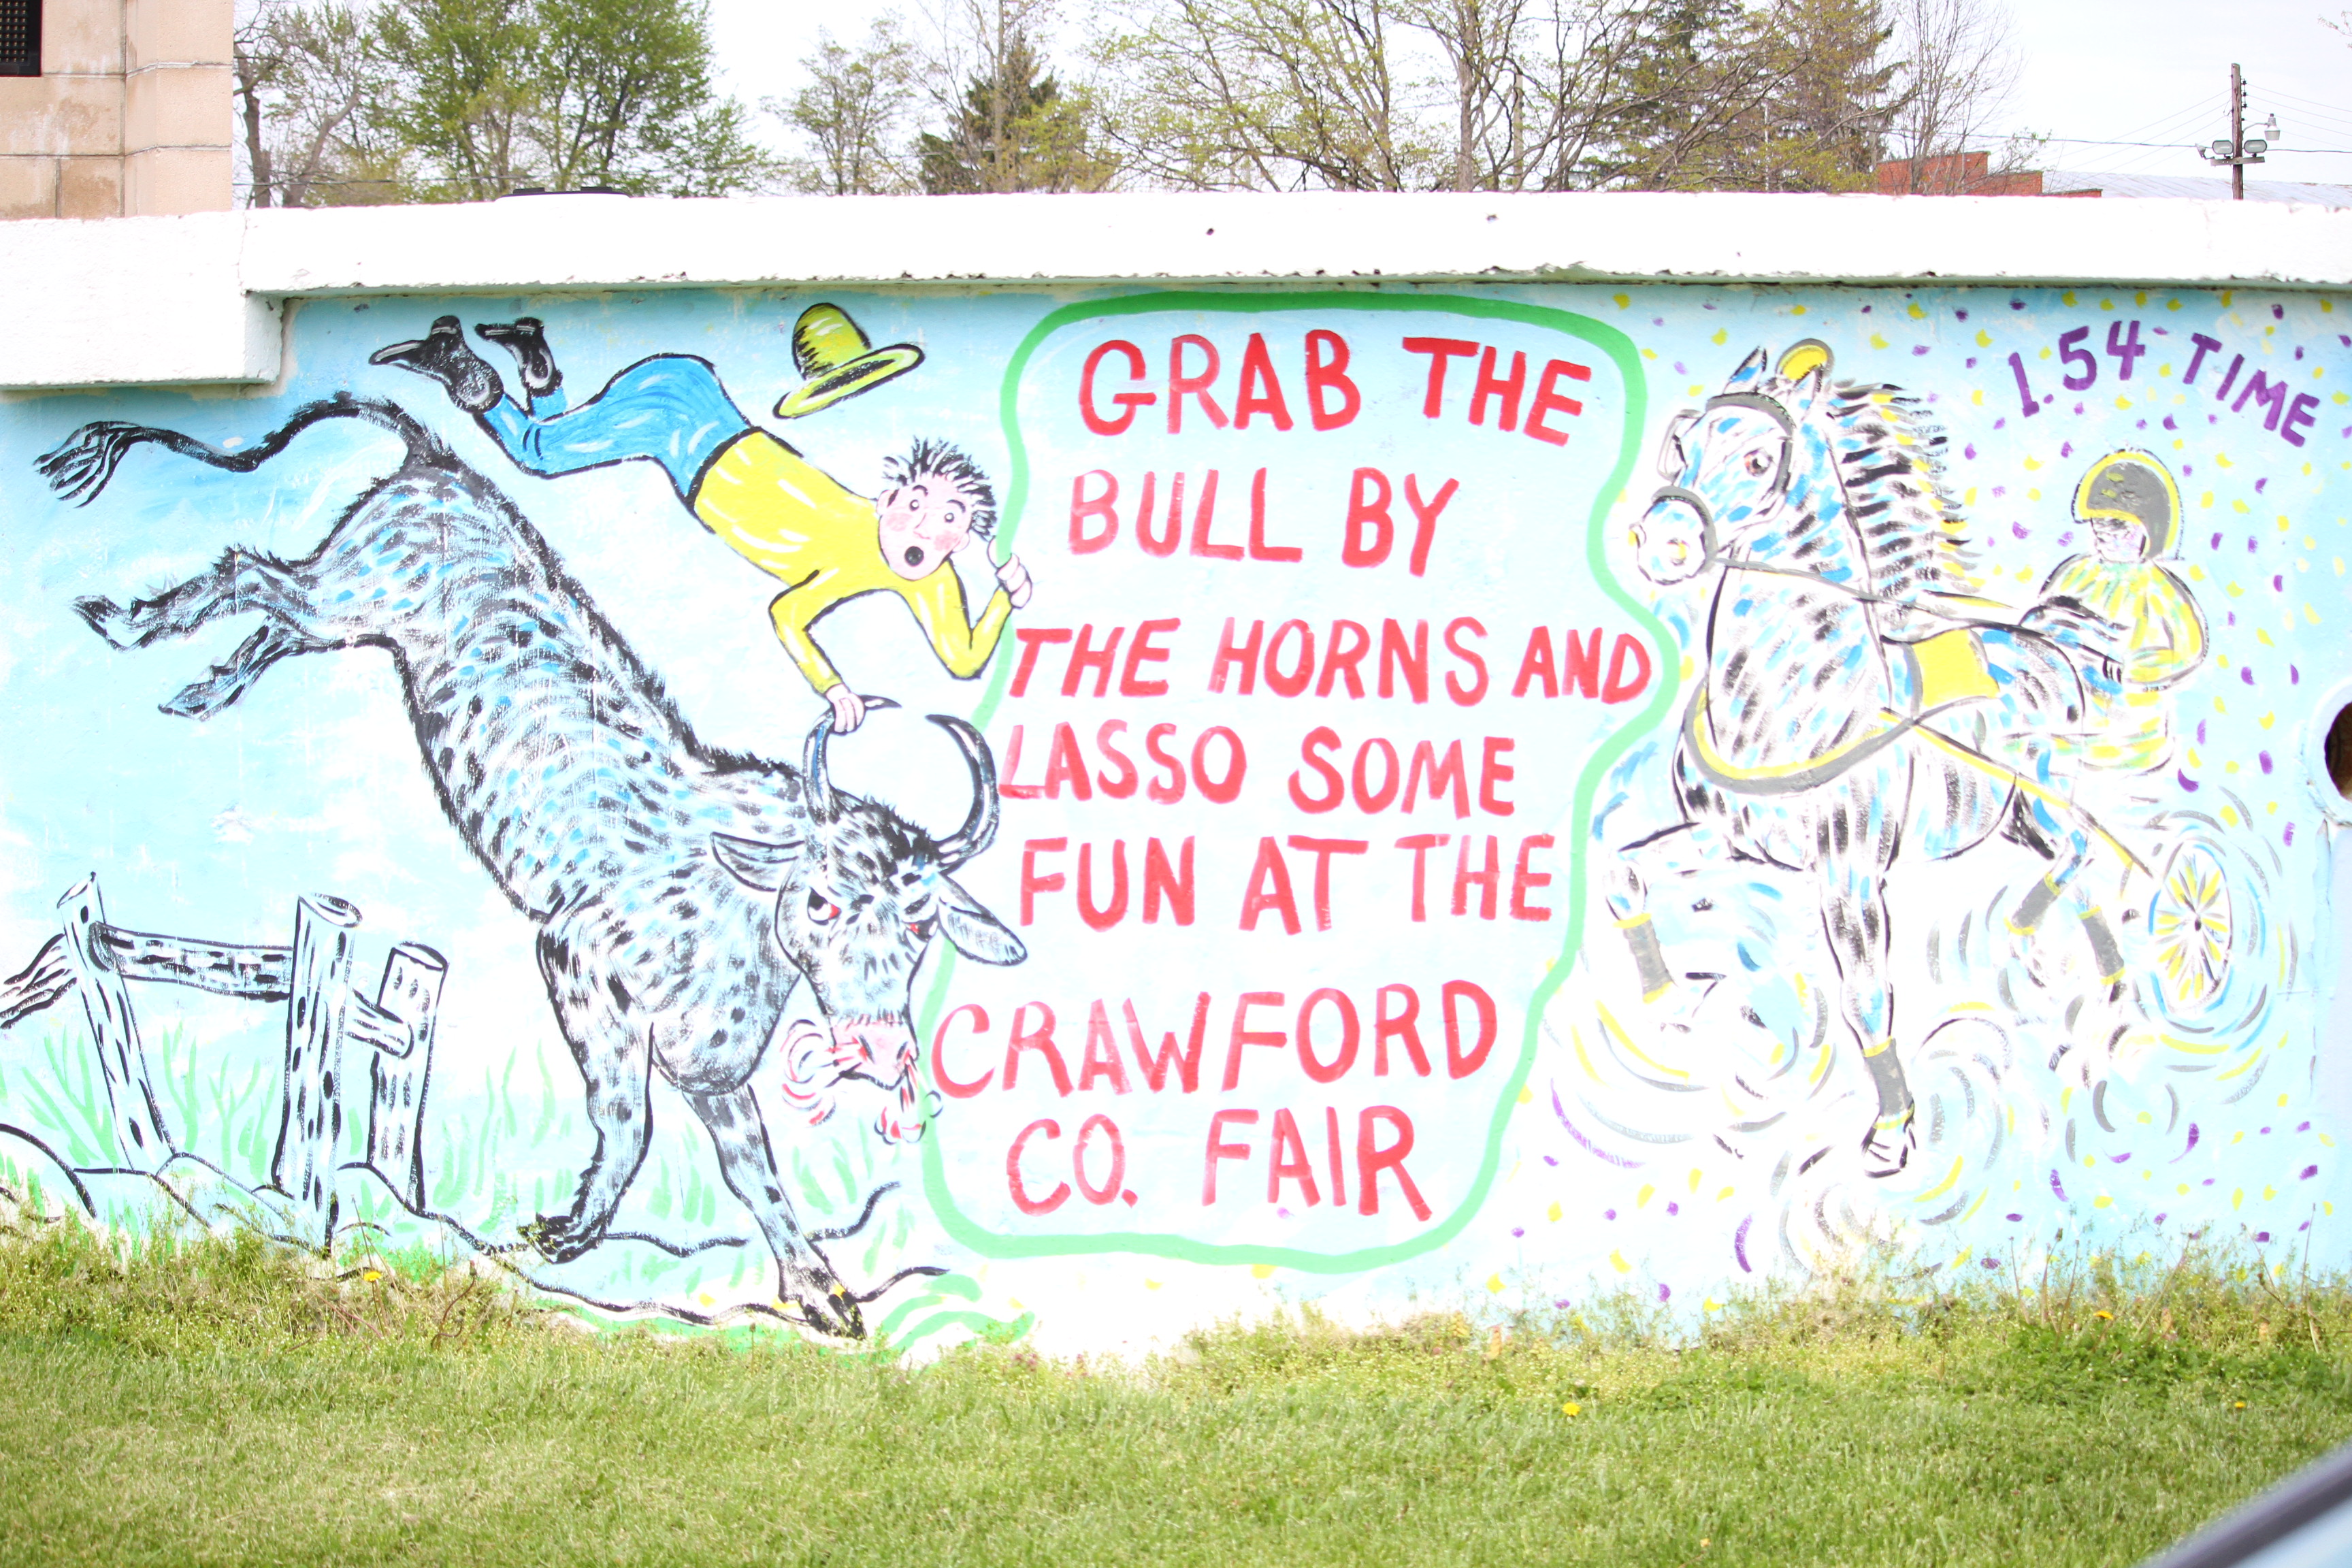 GRAB THE
BULL BY
THE HORNS AND
LASSO SOME
FUN AT THE
CRAWFORD
CO. FAIR
1.54 TIME